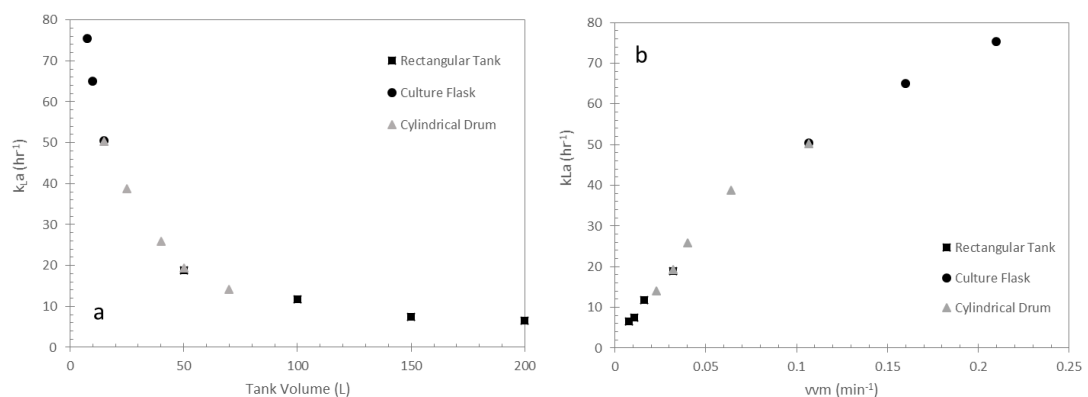 80
70
60
50
40
30
20
10
0
kLa (hr-1)
Rectangular Tank
Culture Flask
Cylindrical Drum
a
0
50
100
150
200
Tank Volume (L)
80
70
60
50
40
30
20
10
0
kLa (hr-1)
b
Rectangular Tank
Culture Flask
Cylindrical Drum
0
0.05
0.1
0.15
0.2
0.25
vvm (min-1)